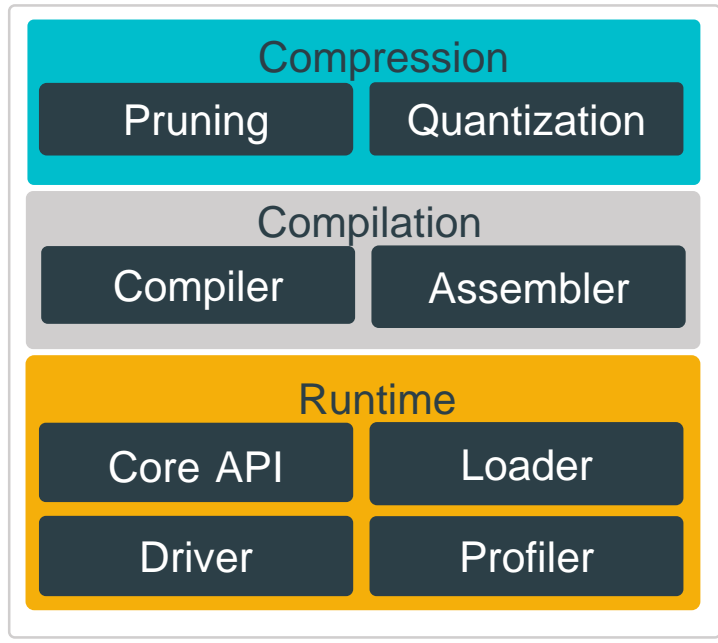 Compression
Pruning Quantization
Compilation
Compiler Assembler
Runtime
Core API Loader
Driver Profiler